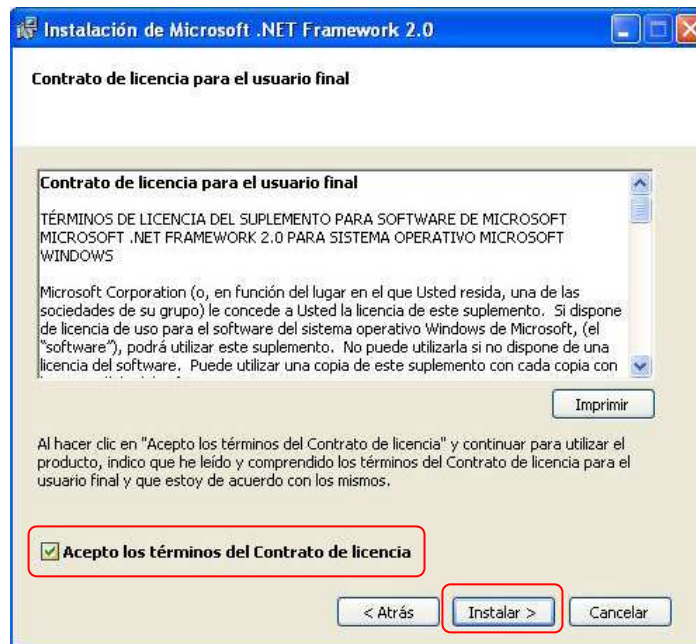 Instalación de Microsoft .NET Framework 2.0
Contrato de licencia para el usuario final
Contrato de licencia para el usuario final
TÉRMINOS DE LICENCIA DEL SUPLEMENTO PARA SOFTWARE DE MICROSOFT
MICROSOFT .NET FRAMEWORK 2.0 PARA SISTEMA OPERATIVO MICROSOFT
WINDOWS
Microsoft Corporation (o, en función del lugar en el que Usted resida, una de las
sociedades de su grupo) le concede a Usted la licencia de este suplemento. Si dispone
de licencia de uso para el software del sistema operativo Windows de Microsoft, (el
"software"), podrá utilizar este suplemento. No puede utilizarla si no dispone de una
licencia del software. Puede utilizar una copia de este suplemento con cada copia con
Imprimir
Al hacer clic en "Acepto los términos del Contrato de licencia" y continuar para utilizar el
producto, indico que he leído y comprendido los términos del Contrato de licencia para el
usuario final y que estoy de acuerdo con los mismos.
Acepto los términos del Contrato de licencia
< Atrás Instalar > Cancelar